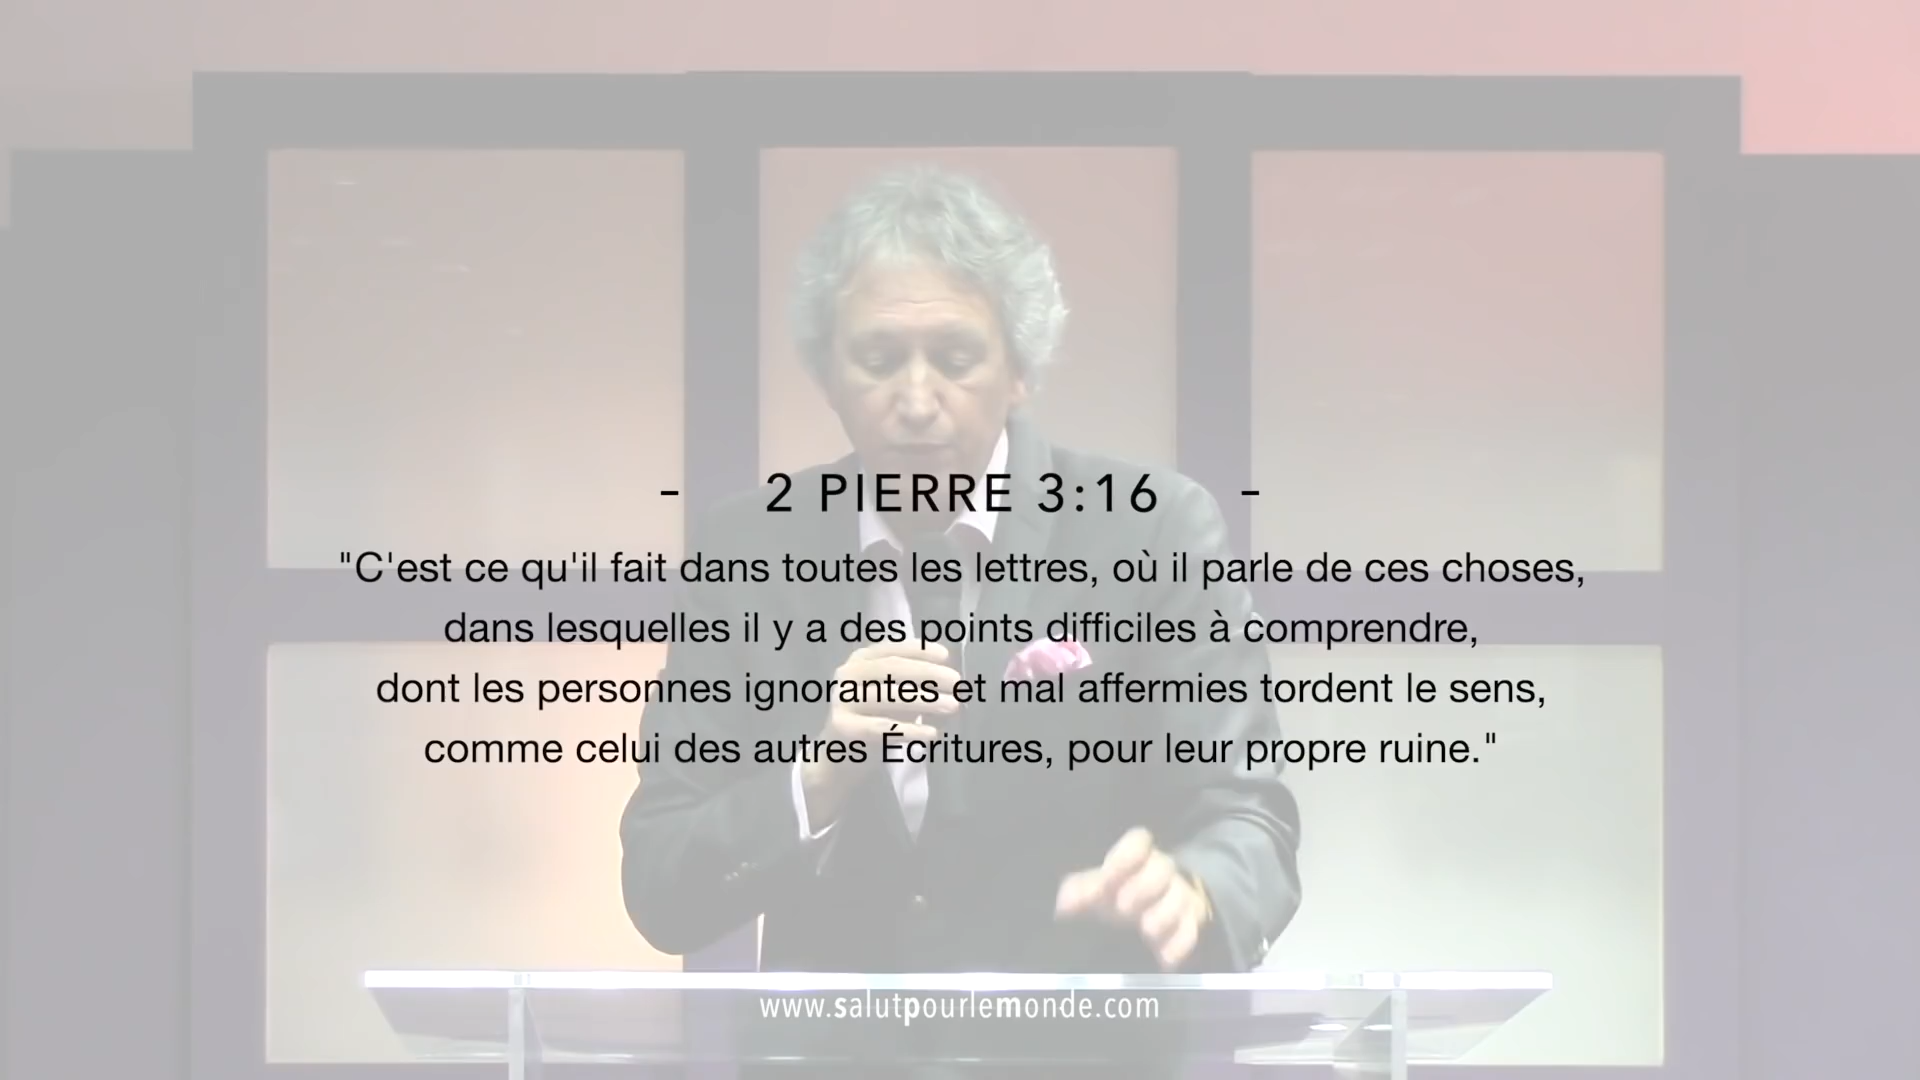 - 2 PIERRE 3:16 -
"C'est ce qu'il fait dans toutes les lettres, où il parle de ces choses,
dans lesquelles il y a des points difficiles à comprendre,
dont les personnes ignorantes et mal affermies tordent le sens,
comme celui des autres Écritures, pour leur propre ruine."
www.salutpourlemonde.com